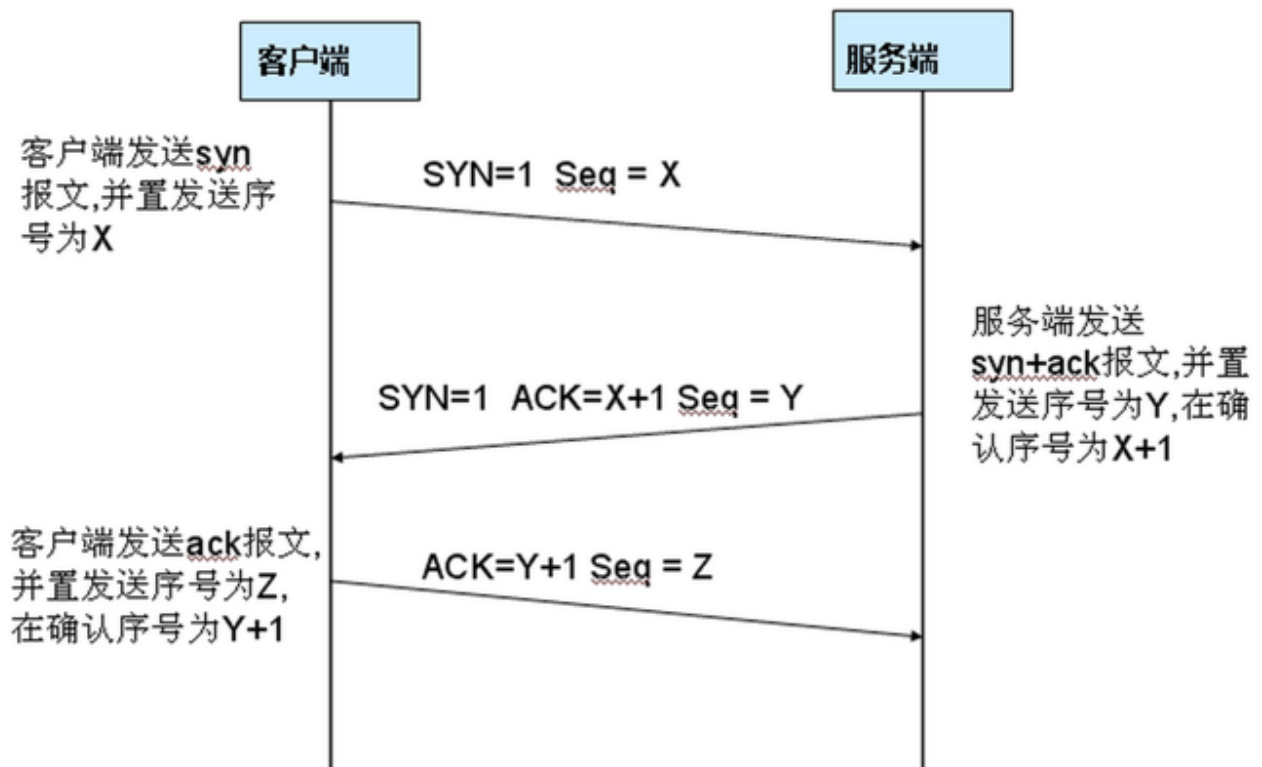 客户端
服务端
客户端发送syn
报文,并置发送序
号为X
SYN=1 Seq = X
服务端发送
syn+ack报文,并置
发送序号为Y,在确
认序号为X+1
SYN=1 ACK=X+1 Seq = Y
客户端发送ack报文,
并置发送序号为Z,
在确认序号为Y+1
ACK=Y+1 Seq = Z